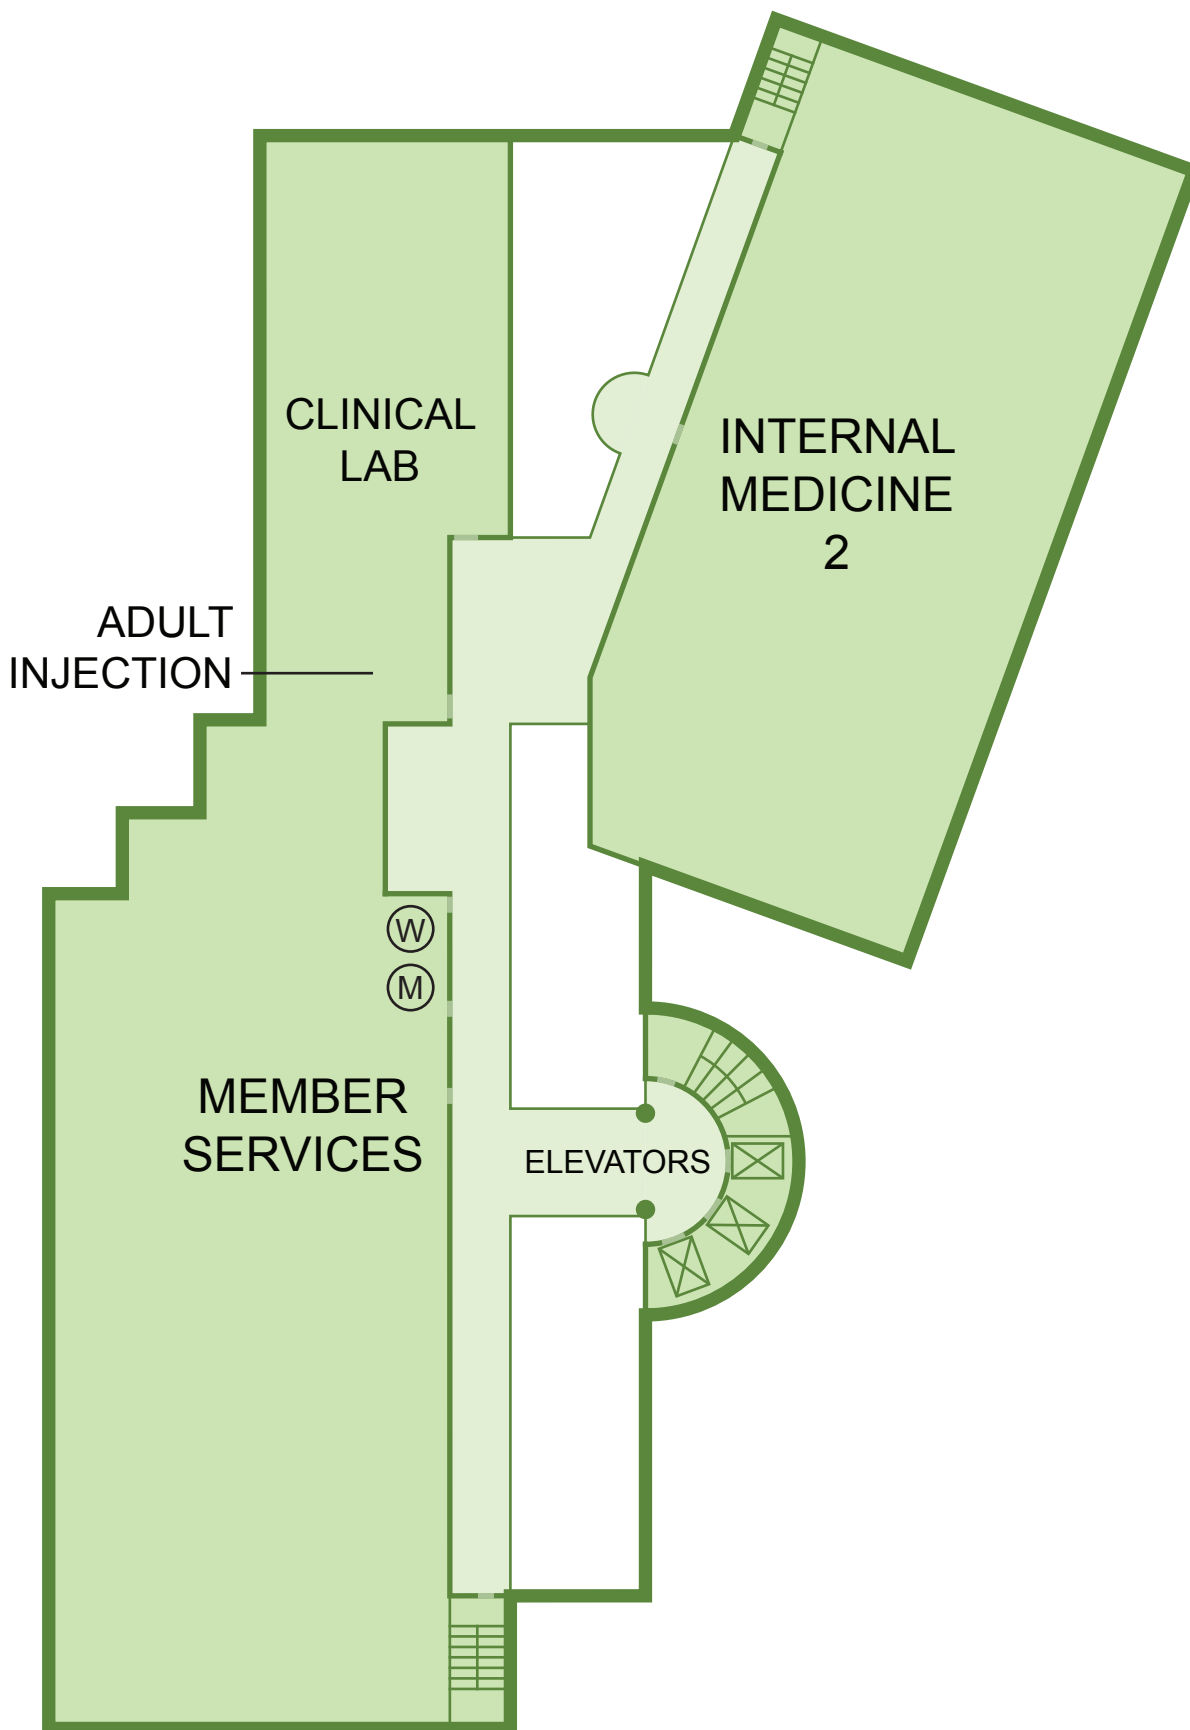 CLINICAL
LAB
INTERNAL
MEDICINE
2
ADULT
INJECTION
W
M
MEMBER
SERVICES
ELEVATORS